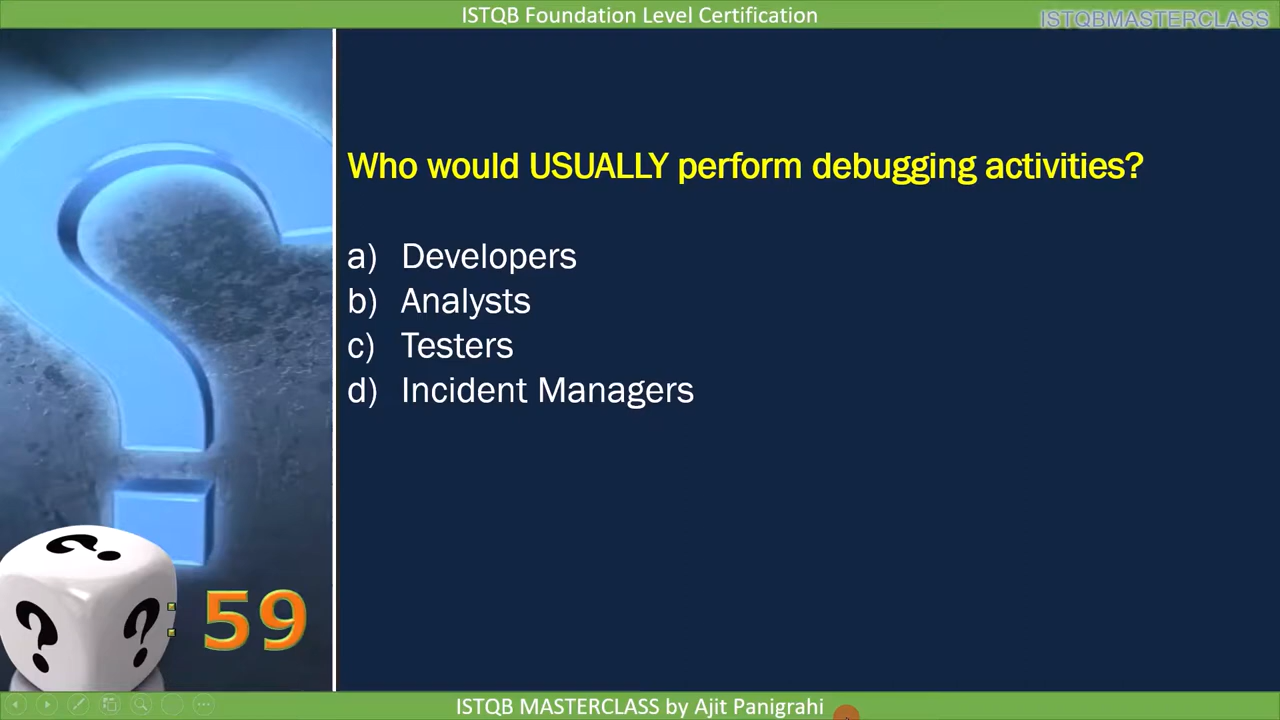 ISTQB Foundation Level Certification
ISTQBMASTERCLASS
Who would USUALLY perform debugging activities?
a) Developers
b) Analysts
c) Testers
d) Incident Managers
? ? ?
59
ISTQB MASTERCLASS by Ajit Panigrahi